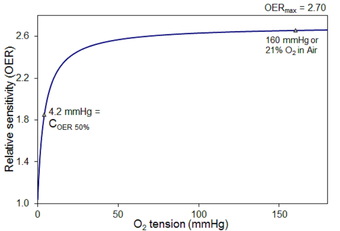 OERmax = 2.70
2.6
160 mmHg or
21% O2 in Air
2.2
4.2 mmHg =
COER 50%
1.8
1.4
1.0
0
50
100
150
Relative sensitivity (OER)
O2 tension (mmHg)